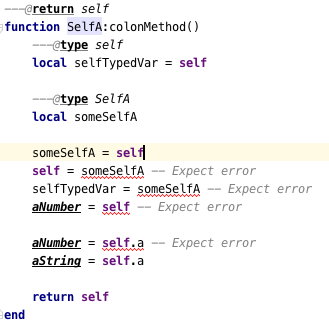 ---@return self
function SelfA:colonMethod()
---@type self
local selfTypedVar = self
---@type SelfA
local someSelfA
someSelfA = self
self = someSelfA -- Expect error
selfTypedVar = someSelfA -- Expect error
aNumber = self -- Expect error
aNumber = self.a -- Expect error
aString = self.a
return self
end